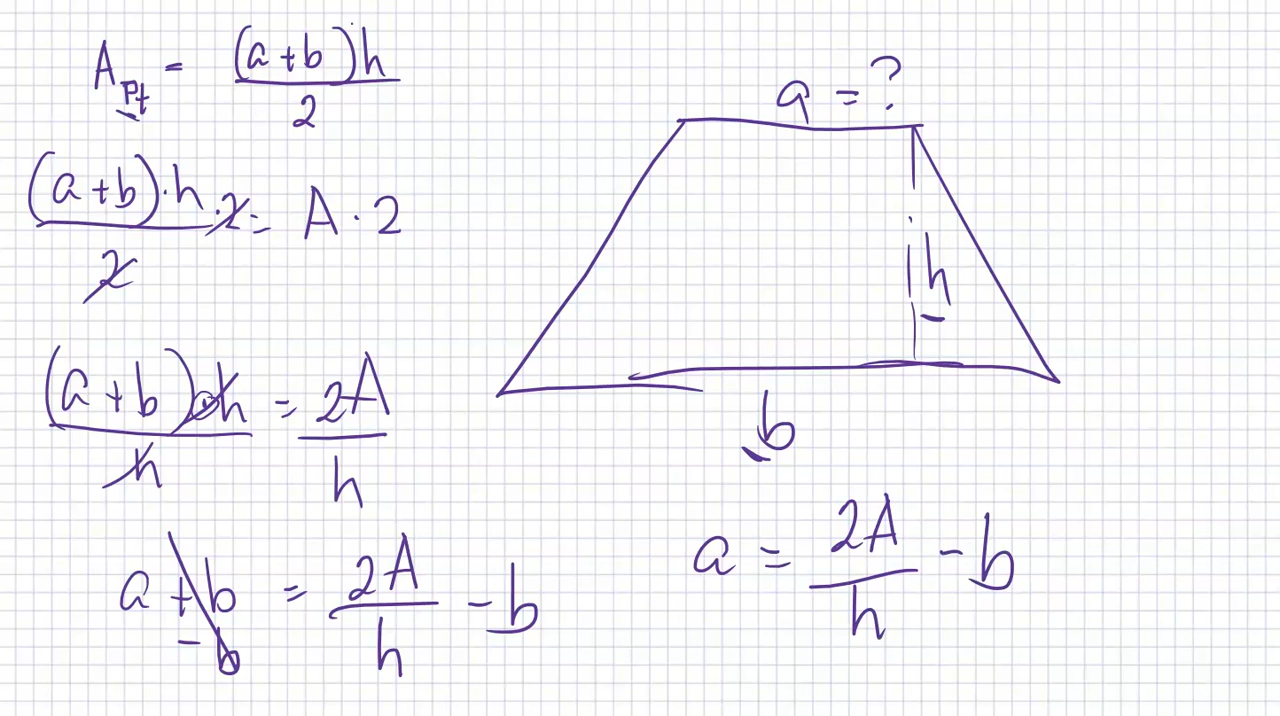 A_Pt = (a + b)h / 2
(a + b) · h / 2 · 2 = A · 2
(a + b) · h / h = 2A / h
a + b - b = 2A / h - b
a = ?
h
b
a = 2A / h - b